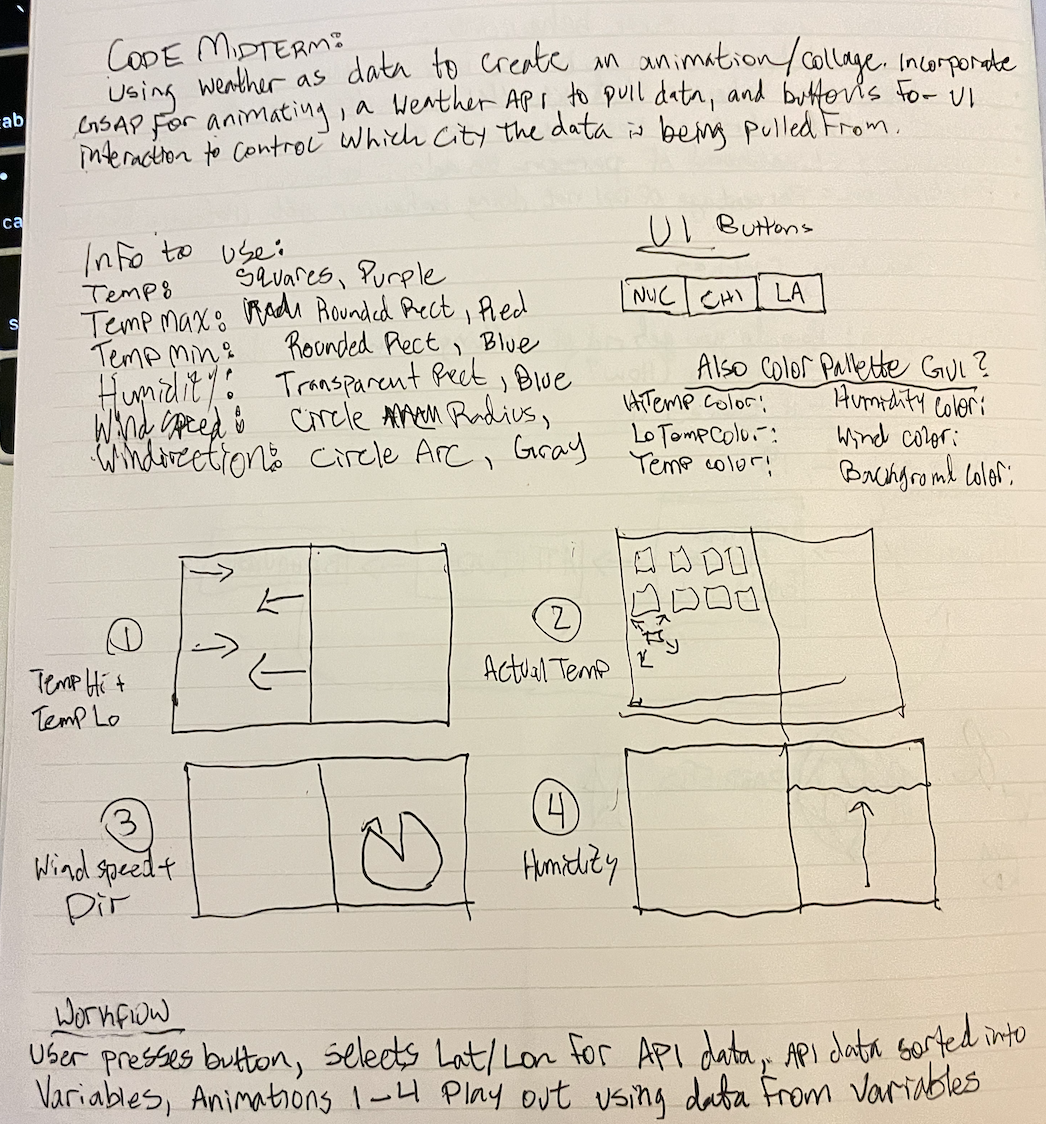 CODE MIDTERM:
Using weather as data to create an animation/collage. Incorporate
GSAP For animating, a Weather API to pull data, and buttons For UI
interaction to control which City the data is being pulled From.
Info to use:
Temp: Squares, Purple
Temp max: Rounded Rect, Red
Temp min: Rounded Rect, Blue
Humidity: Transparent Rect, Blue
Wind speed: Circle Radius,
Windirection: Circle Arc, Gray
UI Buttons
NYC CHI LA
Also Color Pallette GUI?
HiTemp Color:
LoTemp Color:
Temp color:
Humidity color:
Wind color:
Background color:
1
Temp Hi +
Temp Lo
2
Actual Temp
3
Wind speed +
Dir
4
Humidity
Workflow
User presses button, selects Lat/Lon for API data, API data sorted into
Variables, Animations 1-4 Play out using data From Variables
ab
ca
s